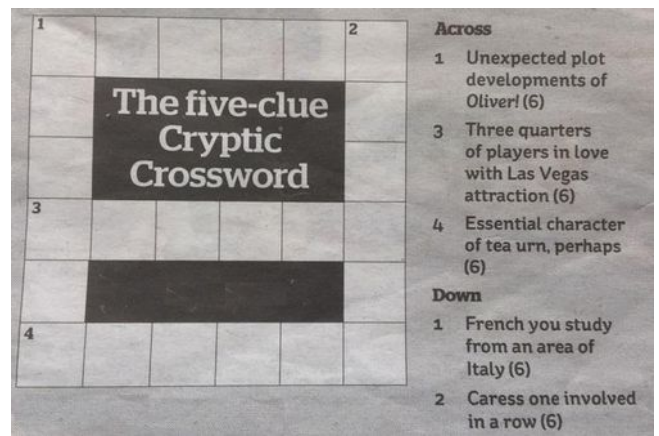 1
2
The five-clue
Cryptic
Crossword
3
4
Across
1 Unexpected plot
developments of
Oliver! (6)
3 Three quarters
of players in love
with Las Vegas
attraction (6)
4 Essential character
of tea urn, perhaps
(6)
Down
1 French you study
from an area of
Italy (6)
2 Caress one involved
in a row (6)